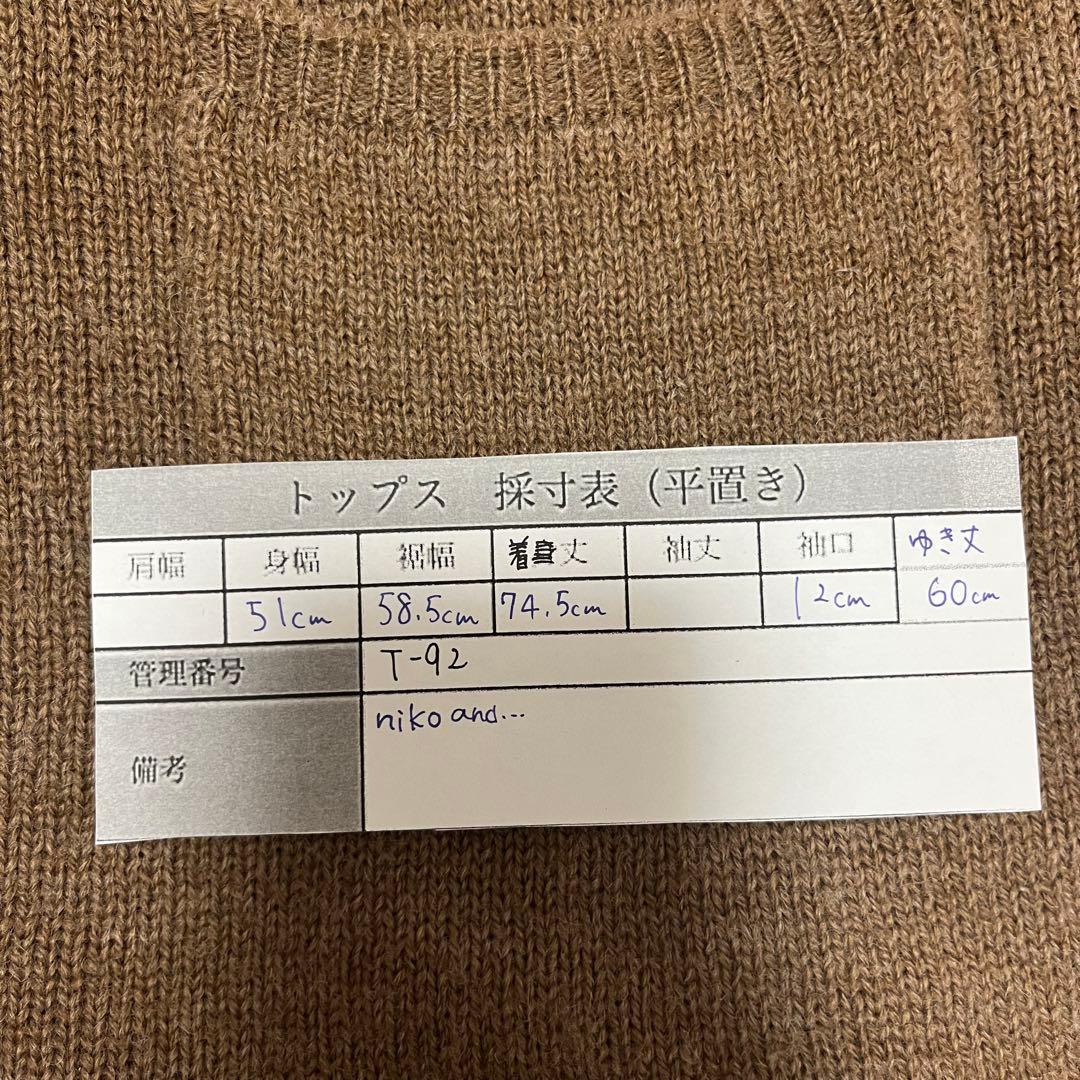 トップス 採寸表（平置き）
肩幅 身幅 裾幅 着丈 袖丈 袖口 ゆき丈
51cm 58.5cm 74.5cm 12cm 60cm
管理番号 T-92
備考 niko and...